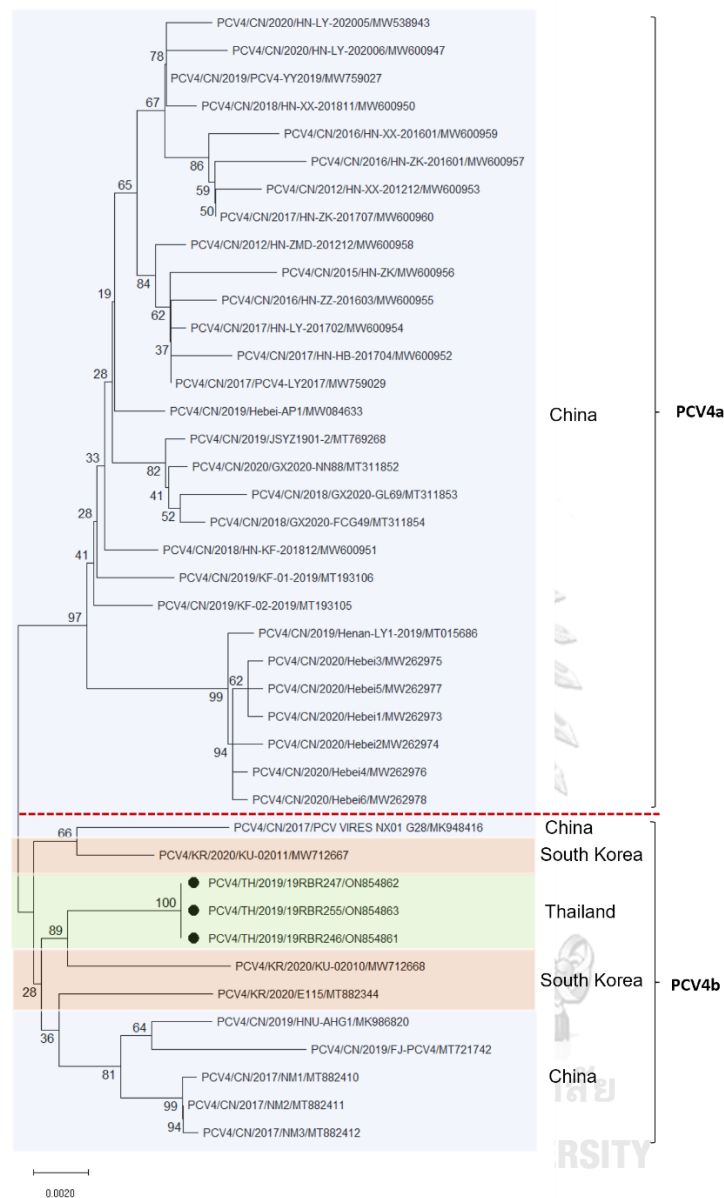 PCV4/CN/2020/HN-LY-202005/MW538943
78
PCV4/CN/2020/HN-LY-202006/MW600947
PCV4/CN/2019/PCV4-YY2019/MW759027
67
PCV4/CN/2018/HN-XX-201811/MW600950
PCV4/CN/2016/HN-XX-201601/MW600959
86
PCV4/CN/2016/HN-ZK-201601/MW600957
65
59
PCV4/CN/2012/HN-XX-201212/MW600953
50
PCV4/CN/2017/HN-ZK-201707/MW600960
PCV4/CN/2012/HN-ZMD-201212/MW600958
84
PCV4/CN/2015/HN-ZK/MW600956
19
PCV4/CN/2016/HN-ZZ-201603/MW600955
62
PCV4/CN/2017/HN-LY-201702/MW600954
37
PCV4/CN/2017/HN-HB-201704/MW600952
28
PCV4/CN/2017/PCV4-LY2017/MW759029
PCV4/CN/2019/Hebei-AP1/MW084633
China
PCV4a
PCV4/CN/2019/JSYZ1901-2/MT769268
33
82
PCV4/CN/2020/GX2020-NN88/MT311852
41
PCV4/CN/2018/GX2020-GL69/MT311853
28
52
PCV4/CN/2018/GX2020-FCG49/MT311854
PCV4/CN/2018/HN-KF-201812/MW600951
41
PCV4/CN/2019/KF-01-2019/MT193106
PCV4/CN/2019/KF-02-2019/MT193105
97
PCV4/CN/2019/Henan-LY1-2019/MT015686
PCV4/CN/2020/Hebei3/MW262975
62
PCV4/CN/2020/Hebei5/MW262977
99
PCV4/CN/2020/Hebei1/MW262973
PCV4/CN/2020/Hebei2MW262974
94
PCV4/CN/2020/Hebei4/MW262976
PCV4/CN/2020/Hebei6/MW262978
PCV4/CN/2017/PCV VIRES NX01 G28/MK948416
China
66
PCV4/KR/2020/KU-02011/MW712667
South Korea
PCV4/TH/2019/19RBR247/ON854862
100
PCV4/TH/2019/19RBR255/ON854863
Thailand
89
PCV4/TH/2019/19RBR246/ON854861
PCV4/KR/2020/KU-02010/MW712668
South Korea
PCV4b
28
PCV4/KR/2020/E115/MT882344
36
64
PCV4/CN/2019/HNU-AHG1/MK986820
PCV4/CN/2019/FJ-PCV4/MT721742
81
PCV4/CN/2017/NM1/MT882410
China
99
PCV4/CN/2017/NM2/MT882411
94
PCV4/CN/2017/NM3/MT882412
ERSITY
0.0020